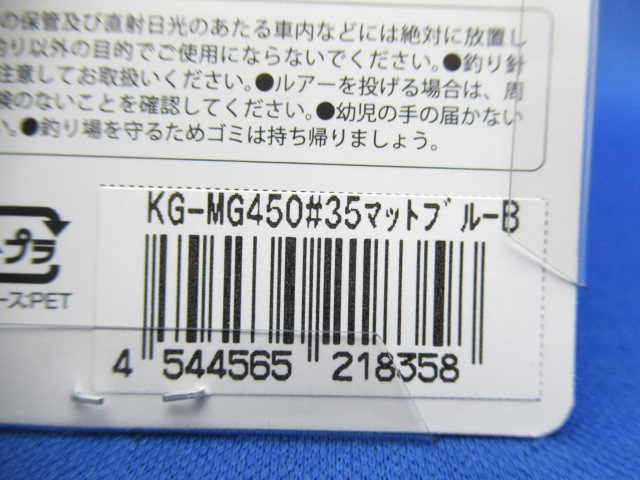 の保管及び直射日光のあたる車内などには絶対に放置し
釣り以外の目的でご使用にならないでください。●釣り針
注意してお取扱いください。●ルアーを投げる場合は、周
険のないことを確認してください。●幼児の手の届かない
い。●釣り場を守るためゴミは持ち帰りましょう。
KG-MG450#35マットブルーB
プラ
ース:PET
4 544565 218358